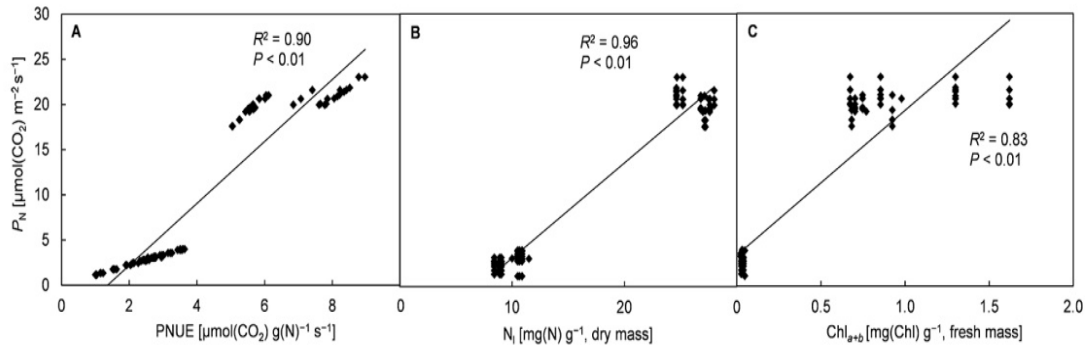 30
25
20
15
10
5
0
P_N [μmol(CO₂) m⁻² s⁻¹]
A
R² = 0.90
P < 0.01
0 2 4 6 8 10
PNUE [μmol(CO₂) g(N)⁻¹ s⁻¹]
B
R² = 0.96
P < 0.01
0 10 20
N_l [mg(N) g⁻¹, dry mass]
C
R² = 0.83
P < 0.01
0 0.5 1.0 1.5 2.0
Chl_a+b [mg(Chl) g⁻¹, fresh mass]